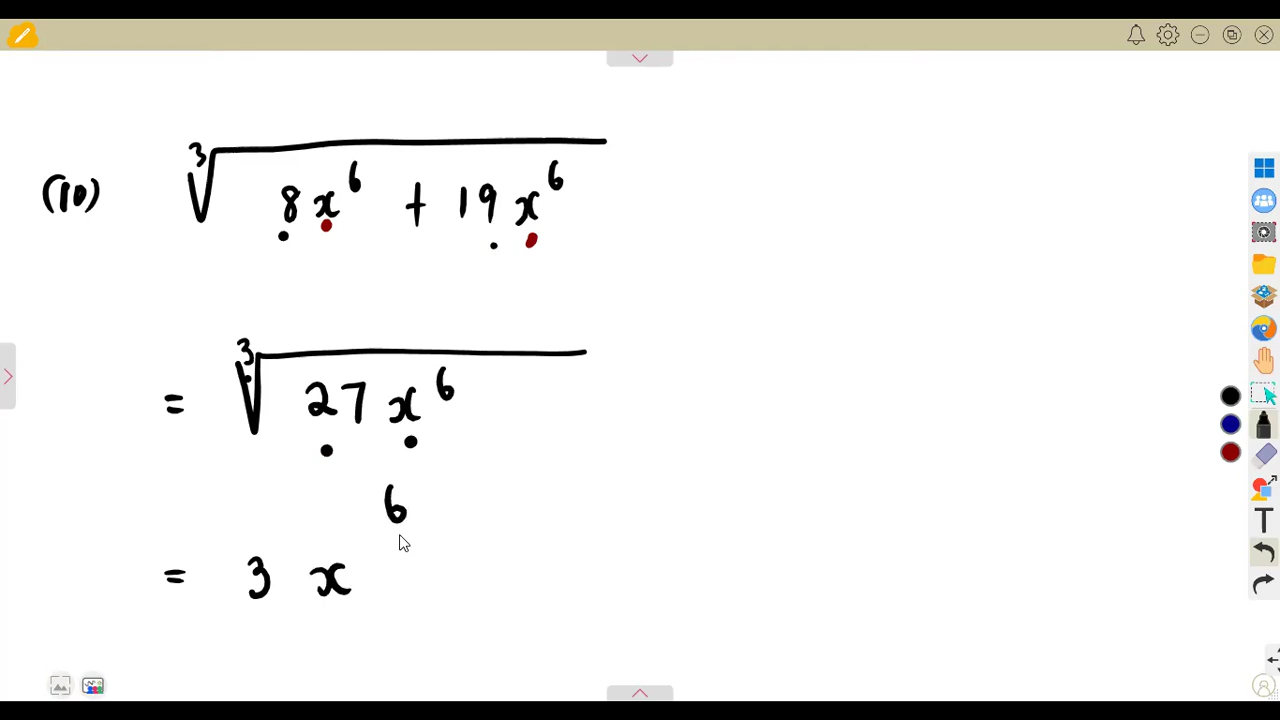 (10) ∛(8x⁶ + 19x⁶)
= ∛(27x⁶)
6
= 3 x